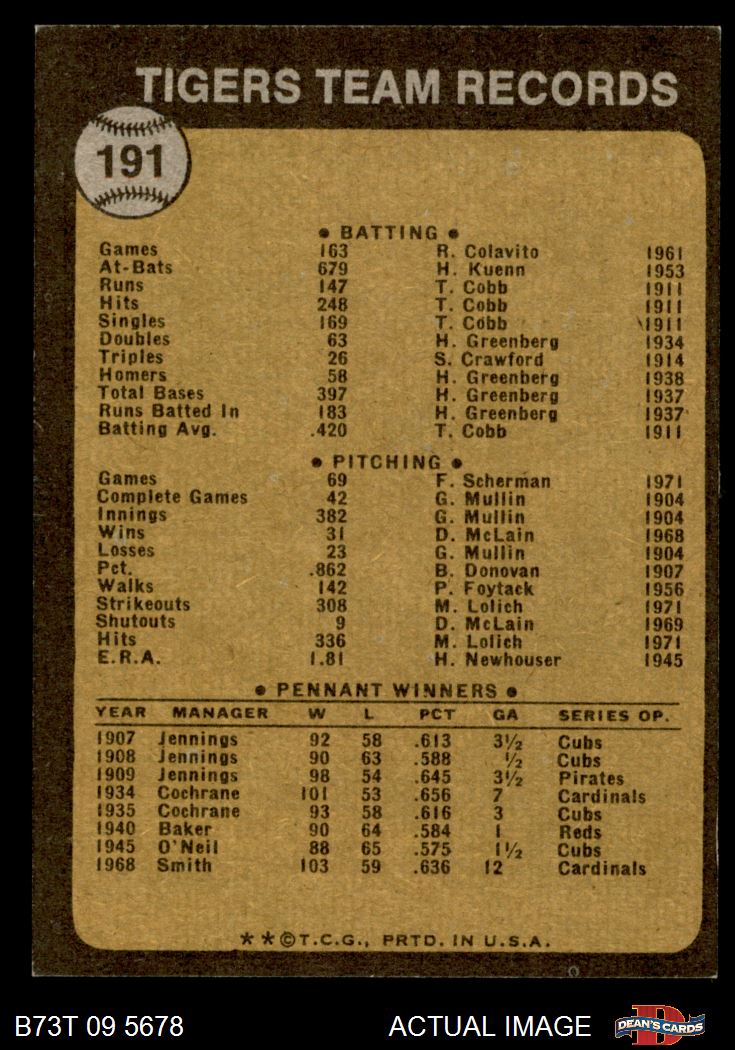 TIGERS TEAM RECORDS
191
● BATTING ●
Games 163 R. Colavito 1961
At-Bats 679 H. Kuenn 1953
Runs 147 T. Cobb 1911
Hits 248 T. Cobb 1911
Singles 169 T. Cobb 1911
Doubles 63 H. Greenberg 1934
Triples 26 S. Crawford 1914
Homers 58 H. Greenberg 1938
Total Bases 397 H. Greenberg 1937
Runs Batted In 183 H. Greenberg 1937
Batting Avg. .420 T. Cobb 1911
● PITCHING ●
Games 69 F. Scherman 1971
Complete Games 42 G. Mullin 1904
Innings 382 G. Mullin 1904
Wins 31 D. McLain 1968
Losses 23 G. Mullin 1904
Pct. .862 B. Donovan 1907
Walks 142 P. Foytack 1956
Strikeouts 308 M. Lolich 1971
Shutouts 9 D. McLain 1969
Hits 336 M. Lolich 1971
E.R.A. 1.81 H. Newhouser 1945
● PENNANT WINNERS ●
YEAR MANAGER W L PCT GA SERIES OP.
1907 Jennings 92 58 .613 3½ Cubs
1908 Jennings 90 63 .588 ½ Cubs
1909 Jennings 98 54 .645 3½ Pirates
1934 Cochrane 101 53 .656 7 Cardinals
1935 Cochrane 93 58 .616 3 Cubs
1940 Baker 90 64 .584 1 Reds
1945 O'Neil 88 65 .575 1½ Cubs
1968 Smith 103 59 .636 12 Cardinals
**©T.C.G., PRTD. IN U.S.A.
B73T 09 5678 ACTUAL IMAGE DEAN'S CARDS